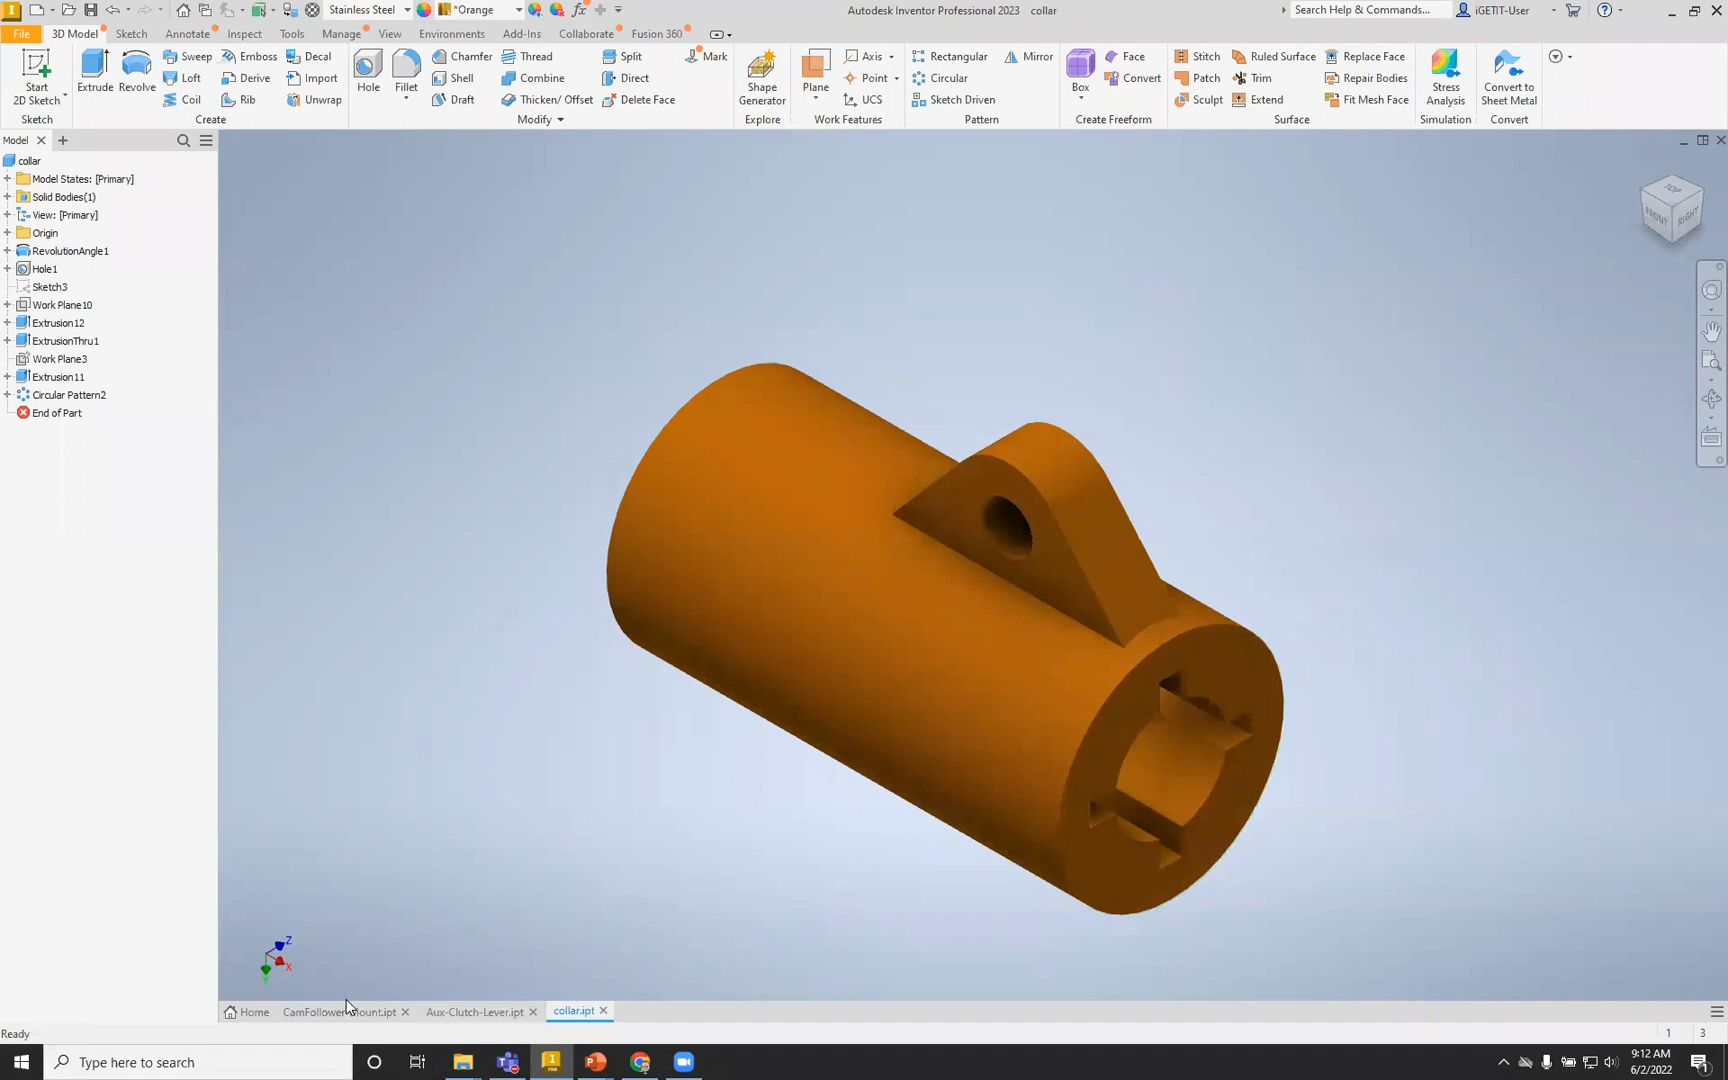 Stainless Steel
*Orange
fx
Autodesk Inventor Professional 2023 collar
Search Help & Commands...
iGETIT-User
File
3D Model
Sketch
Annotate
Inspect
Tools
Manage
View
Environments
Add-Ins
Collaborate
Fusion 360
Start
2D Sketch
Sketch
Extrude
Revolve
Sweep
Loft
Coil
Emboss
Derive
Rib
Decal
Import
Unwrap
Create
Hole
Fillet
Chamfer
Shell
Draft
Thread
Combine
Thicken/ Offset
Split
Direct
Delete Face
Modify
Mark
Shape
Generator
Explore
Plane
Axis
Point
UCS
Work Features
Rectangular
Circular
Sketch Driven
Mirror
Pattern
Box
Face
Convert
Create Freeform
Stitch
Patch
Sculpt
Ruled Surface
Trim
Extend
Replace Face
Repair Bodies
Fit Mesh Face
Surface
Stress
Analysis
Simulation
Convert to
Sheet Metal
Convert
Model
collar
Model States: [Primary]
Solid Bodies(1)
View: [Primary]
Origin
RevolutionAngle1
Hole1
Sketch3
Work Plane10
Extrusion12
ExtrusionThru1
Work Plane3
Extrusion11
Circular Pattern2
End of Part
TOP
FRONT
RIGHT
Z
X
Y
Home
Aux-Clutch-Lever.ipt
collar.ipt
Ready
1
3
Type here to search
9:12 AM
6/2/2022
1